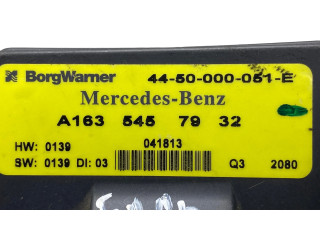 BorgWarner 44-50-000-051-E
Mercedes-Benz
A163 545 79 32
HW: 0139 041813
SW: 0139 DI: 03 Q3 2080